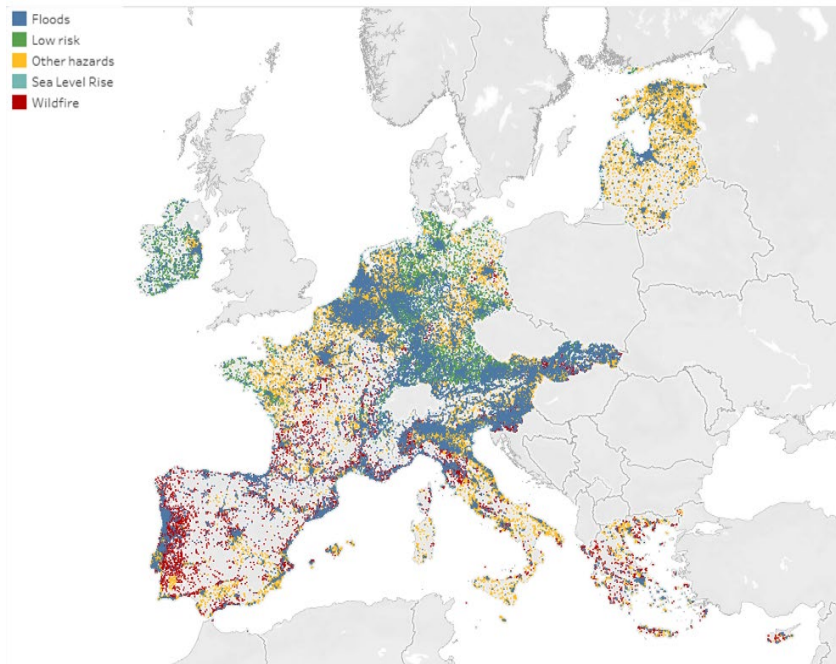 Floods
Low risk
Other hazards
Sea Level Rise
Wildfire